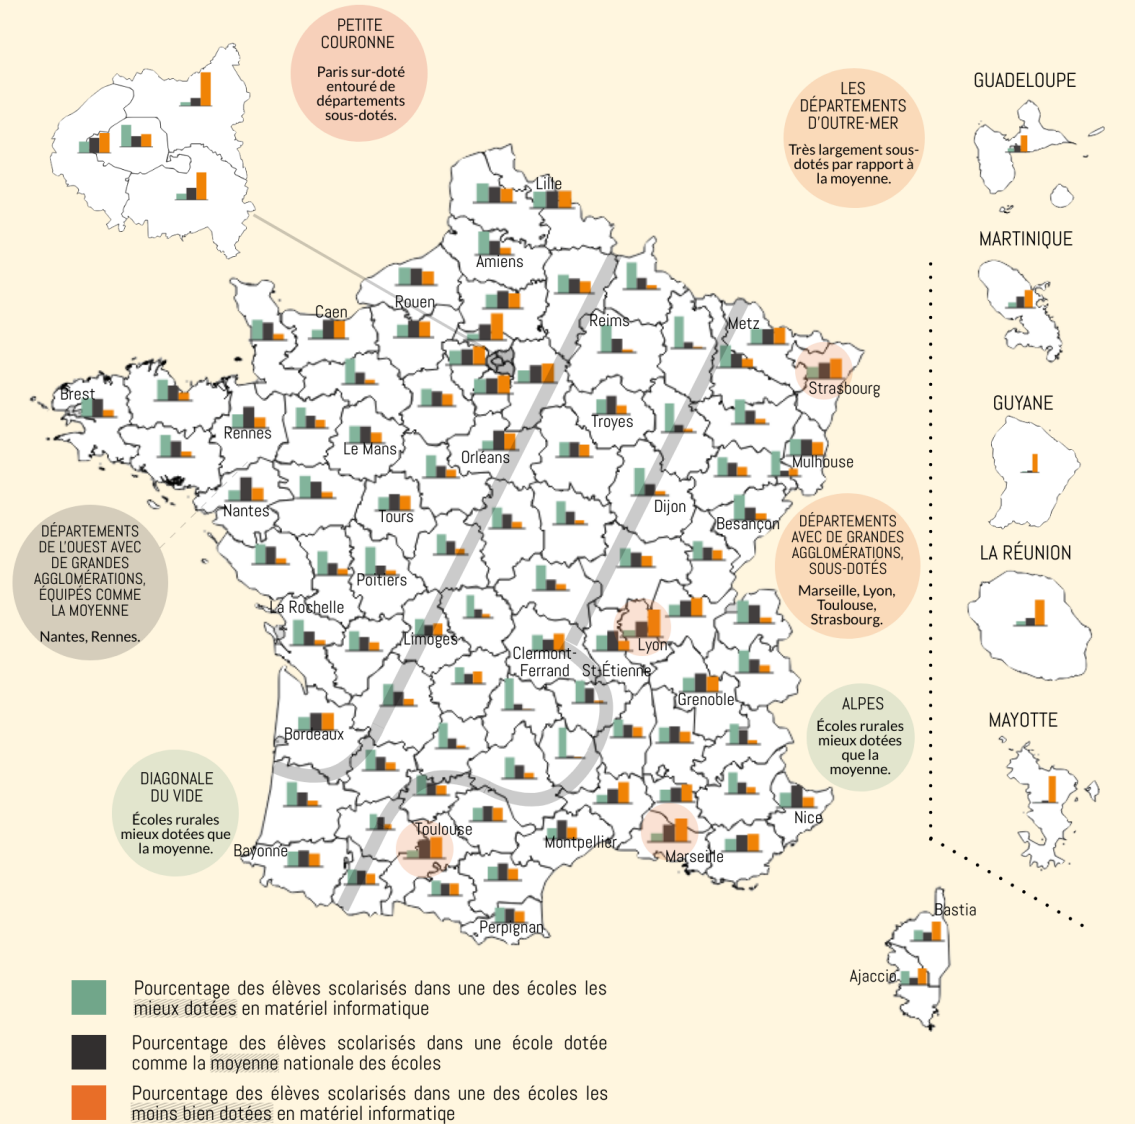 PETITE
COURONNE
Paris sur-doté
entouré de
départements
sous-dotés.
LES
DÉPARTEMENTS
D'OUTRE-MER
Très largement sous-
dotés par rapport à
la moyenne.
GUADELOUPE
MARTINIQUE
GUYANE
LA RÉUNION
MAYOTTE
Lille
Amiens
Rouen
Caen
Reims
Metz
Strasbourg
Brest
Rennes
Le Mans
Orléans
Troyes
Mulhouse
Nantes
Tours
Dijon
Besançon
DÉPARTEMENTS
DE L'OUEST AVEC
DE GRANDES
AGGLOMÉRATIONS,
ÉQUIPÉS COMME
LA MOYENNE
Nantes, Rennes.
DÉPARTEMENTS
AVEC DE GRANDES
AGGLOMÉRATIONS,
SOUS-DOTÉS
Marseille, Lyon,
Toulouse,
Strasbourg.
Poitiers
La Rochelle
Limoges
Clermont-
Ferrand
St-Étienne
Lyon
Grenoble
Bordeaux
ALPES
Écoles rurales
mieux dotées
que la
moyenne.
DIAGONALE
DU VIDE
Écoles rurales
mieux dotées que
la moyenne.
Toulouse
Montpellier
Marseille
Nice
Bayonne
Perpignan
Bastia
Ajaccio
Pourcentage des élèves scolarisés dans une des écoles les
mieux dotées en matériel informatique
Pourcentage des élèves scolarisés dans une école dotée
comme la moyenne nationale des écoles
Pourcentage des élèves scolarisés dans une des écoles les
moins bien dotées en matériel informatiqe